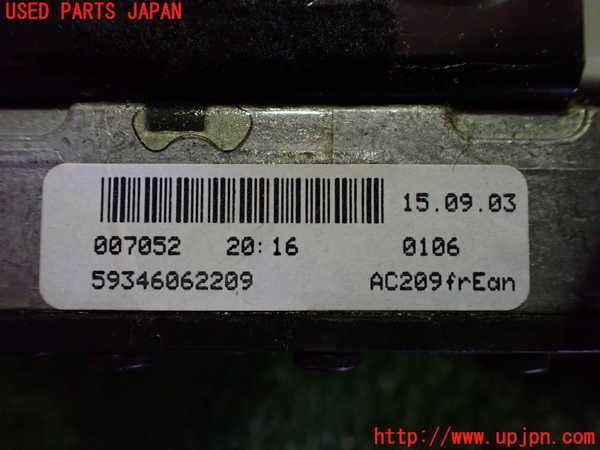 USED PARTS JAPAN
15.09.03
007052 20:16 0106
59346062209 AC209frEan
http://www.upjpn.com/